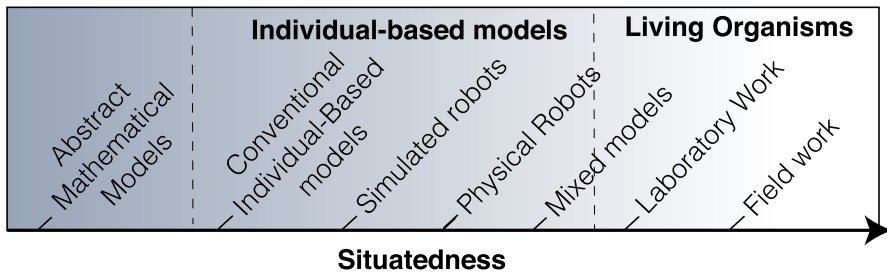 Individual-based models
Living Organisms
Abstract
Mathematical
Models
Conventional
Individual-Based
models
Simulated robots
Physical Robots
Mixed models
Laboratory Work
Field work
Situatedness